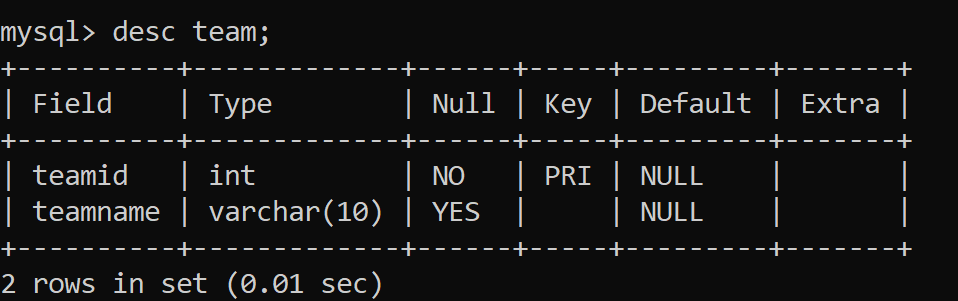 mysql> desc team;
+----------+-------------+------+-----+---------+-------+
| Field    | Type        | Null | Key | Default | Extra |
+----------+-------------+------+-----+---------+-------+
| teamid   | int         | NO   | PRI | NULL    |       |
| teamname | varchar(10) | YES  |     | NULL    |       |
+----------+-------------+------+-----+---------+-------+
2 rows in set (0.01 sec)